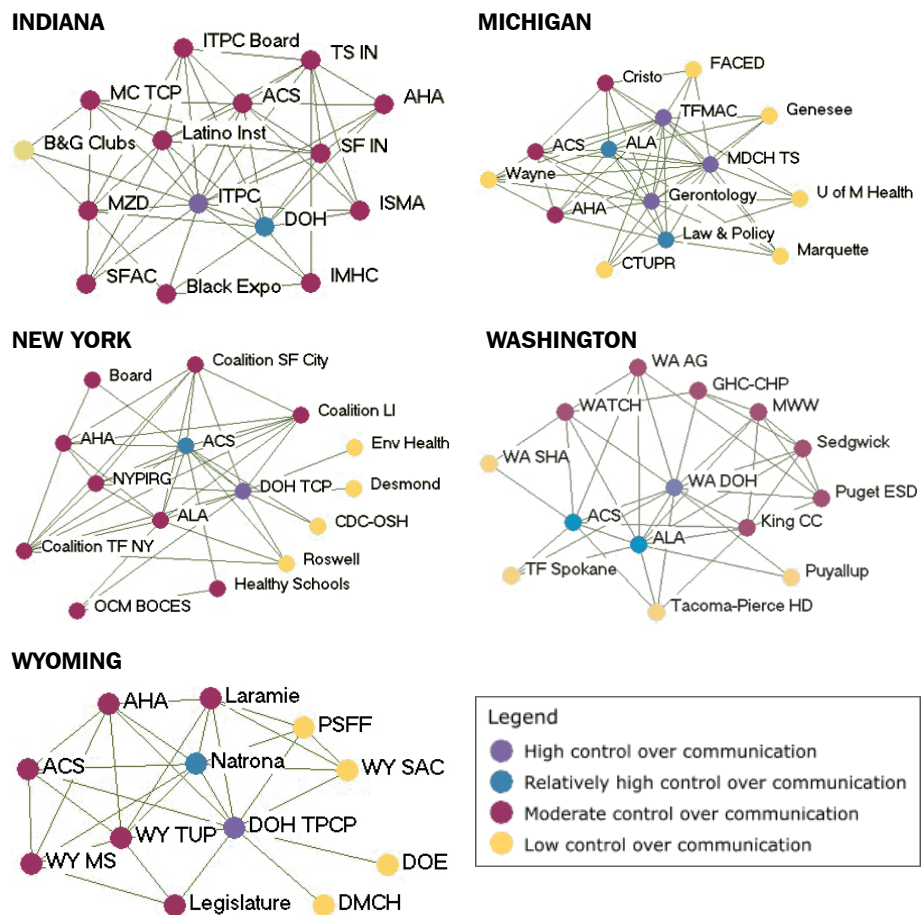 INDIANA
ITPC Board
TS IN
MC TCP
ACS
AHA
B&G Clubs
Latino Inst
SF IN
MZD
ITPC
DOH
ISMA
SFAC
Black Expo
IMHC
MICHIGAN
FACED
Cristo
TFMAC
Genesee
ACS
ALA
MDCH TS
Wayne
Gerontology
U of M Health
AHA
Law & Policy
CTUPR
Marquette
NEW YORK
Coalition SF City
Board
Coalition LI
AHA
ACS
Env Health
NYPIRG
DOH TCP
Desmond
ALA
CDC-OSH
Coalition TF NY
Roswell
Healthy Schools
OCM BOCES
WASHINGTON
WA AG
GHC-CHP
WATCH
MWW
Sedgwick
WA SHA
WA DOH
Puget ESD
ACS
King CC
ALA
TF Spokane
Puyallup
Tacoma-Pierce HD
WYOMING
AHA
Laramie
PSFF
ACS
Natrona
WY SAC
WY TUP
DOH TPCP
WY MS
DOE
Legislature
DMCH
Legend
High control over communication
Relatively high control over communication
Moderate control over communication
Low control over communication